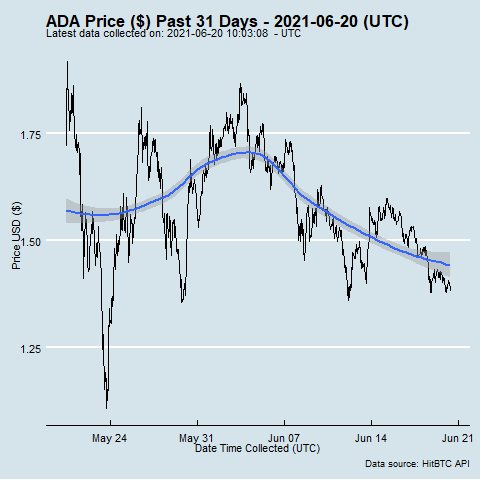 ADA Price ($) Past 31 Days - 2021-06-20 (UTC)
Latest data collected on: 2021-06-20 10:03:08 - UTC
Price USD ($)
1.75
1.50
1.25
May 24 May 31 Jun 07 Jun 14 Jun 21
Date Time Collected (UTC)
Data source: HitBTC API